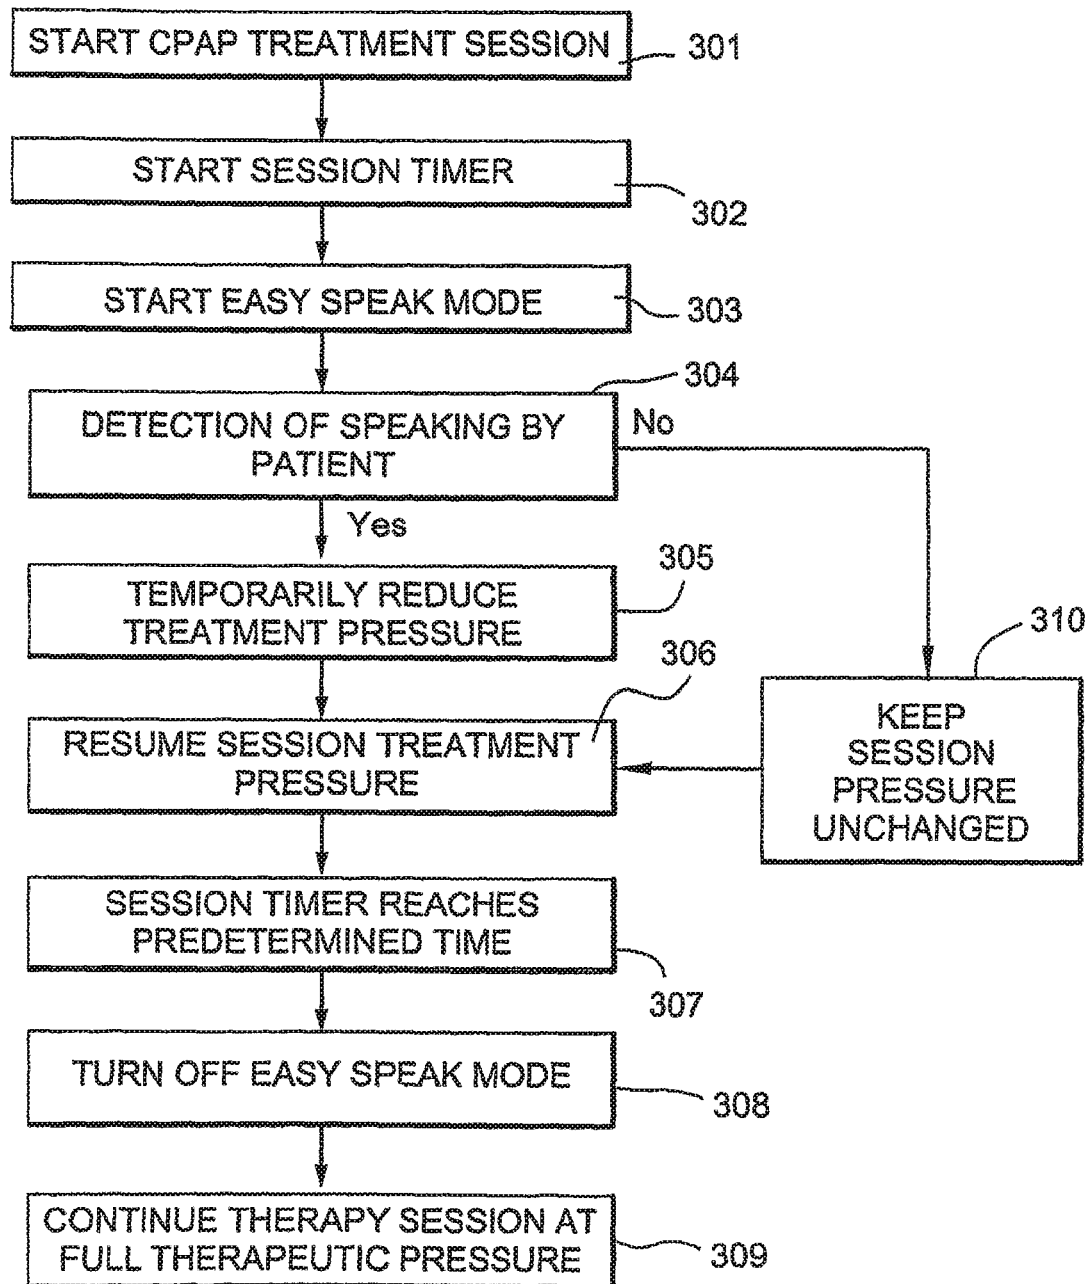 START CPAP TREATMENT SESSION
301
START SESSION TIMER
302
START EASY SPEAK MODE
303
304
DETECTION OF SPEAKING BY
PATIENT
No
Yes
305
TEMPORARILY REDUCE
TREATMENT PRESSURE
306
310
RESUME SESSION TREATMENT
PRESSURE
KEEP
SESSION
PRESSURE
UNCHANGED
SESSION TIMER REACHES
PREDETERMINED TIME
307
TURN OFF EASY SPEAK MODE
308
CONTINUE THERAPY SESSION AT
FULL THERAPEUTIC PRESSURE
309